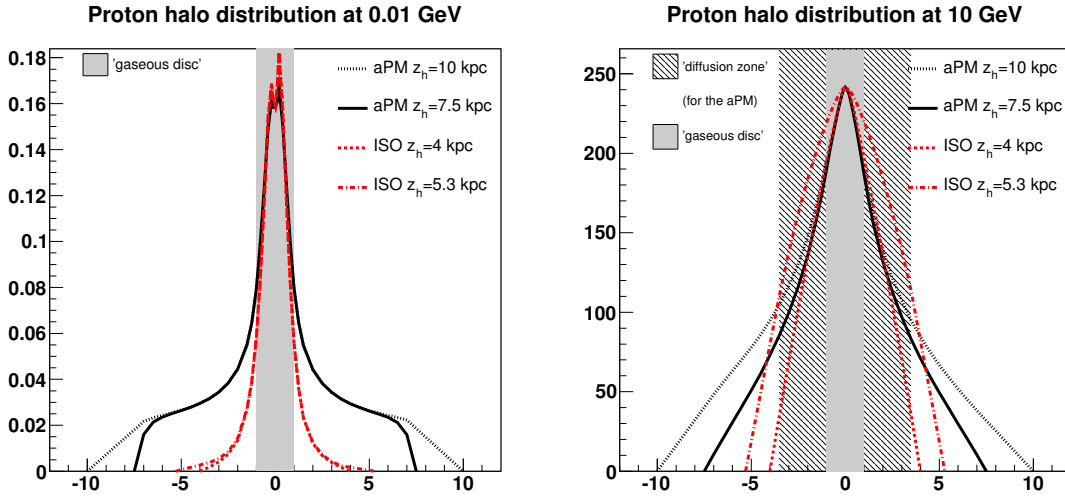 Proton halo distribution at 0.01 GeV
0.18
0.16
0.14
0.12
0.1
0.08
0.06
0.04
0.02
0
-10 -5 0 5 10
'gaseous disc'
aPM z_h=10 kpc
aPM z_h=7.5 kpc
ISO z_h=4 kpc
ISO z_h=5.3 kpc
Proton halo distribution at 10 GeV
250
200
150
100
50
0
-10 -5 0 5 10
'diffusion zone'
(for the aPM)
'gaseous disc'
aPM z_h=10 kpc
aPM z_h=7.5 kpc
ISO z_h=4 kpc
ISO z_h=5.3 kpc